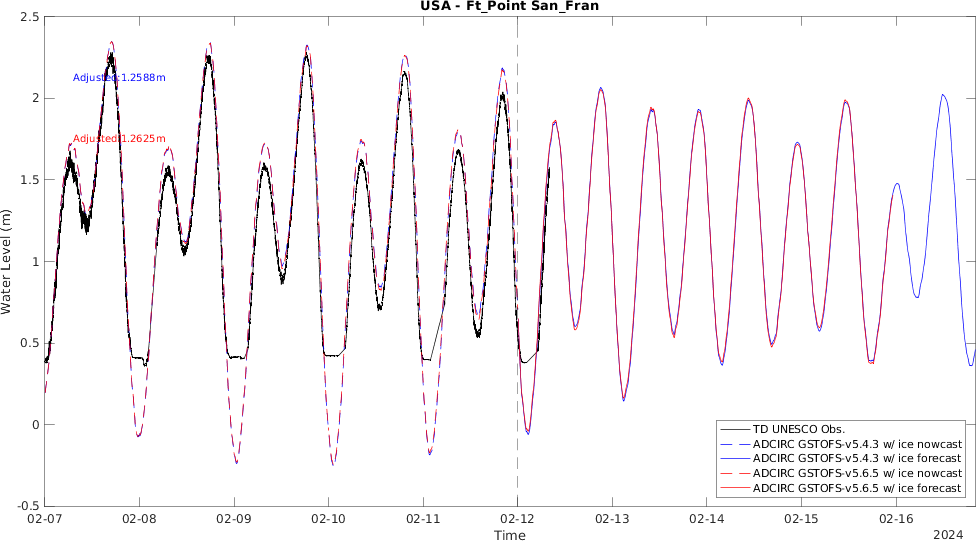 USA - Ft_Point San_Fran
2.5
2
1.5
1
0.5
0
-0.5
Water Level (m)
Adjusted:1.2588m
Adjusted:1.2625m
TD UNESCO Obs.
ADCIRC GSTOFS-v5.4.3 w/ ice nowcast
ADCIRC GSTOFS-v5.4.3 w/ ice forecast
ADCIRC GSTOFS-v5.6.5 w/ ice nowcast
ADCIRC GSTOFS-v5.6.5 w/ ice forecast
02-07 02-08 02-09 02-10 02-11 02-12 02-13 02-14 02-15 02-16
Time
2024